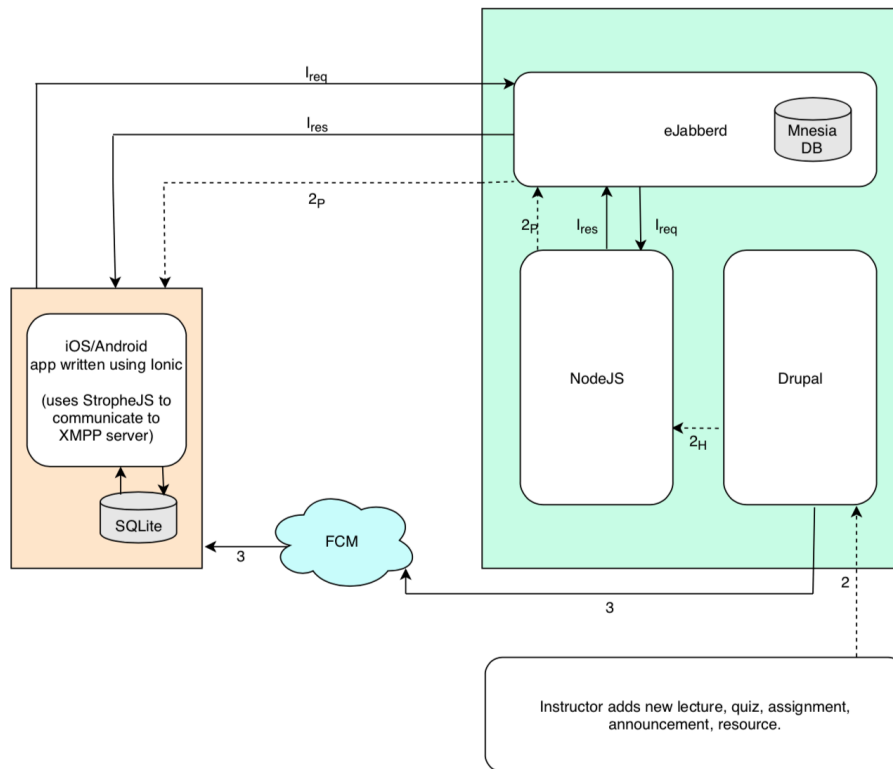 I_req
I_res
eJabberd
Mnesia
DB
2_P
2_P
I_res
I_req
iOS/Android
app written using Ionic
(uses StropheJS to
communicate to
XMPP server)
NodeJS
Drupal
2_H
SQLite
FCM
3
3
2
Instructor adds new lecture, quiz, assignment,
announcement, resource.